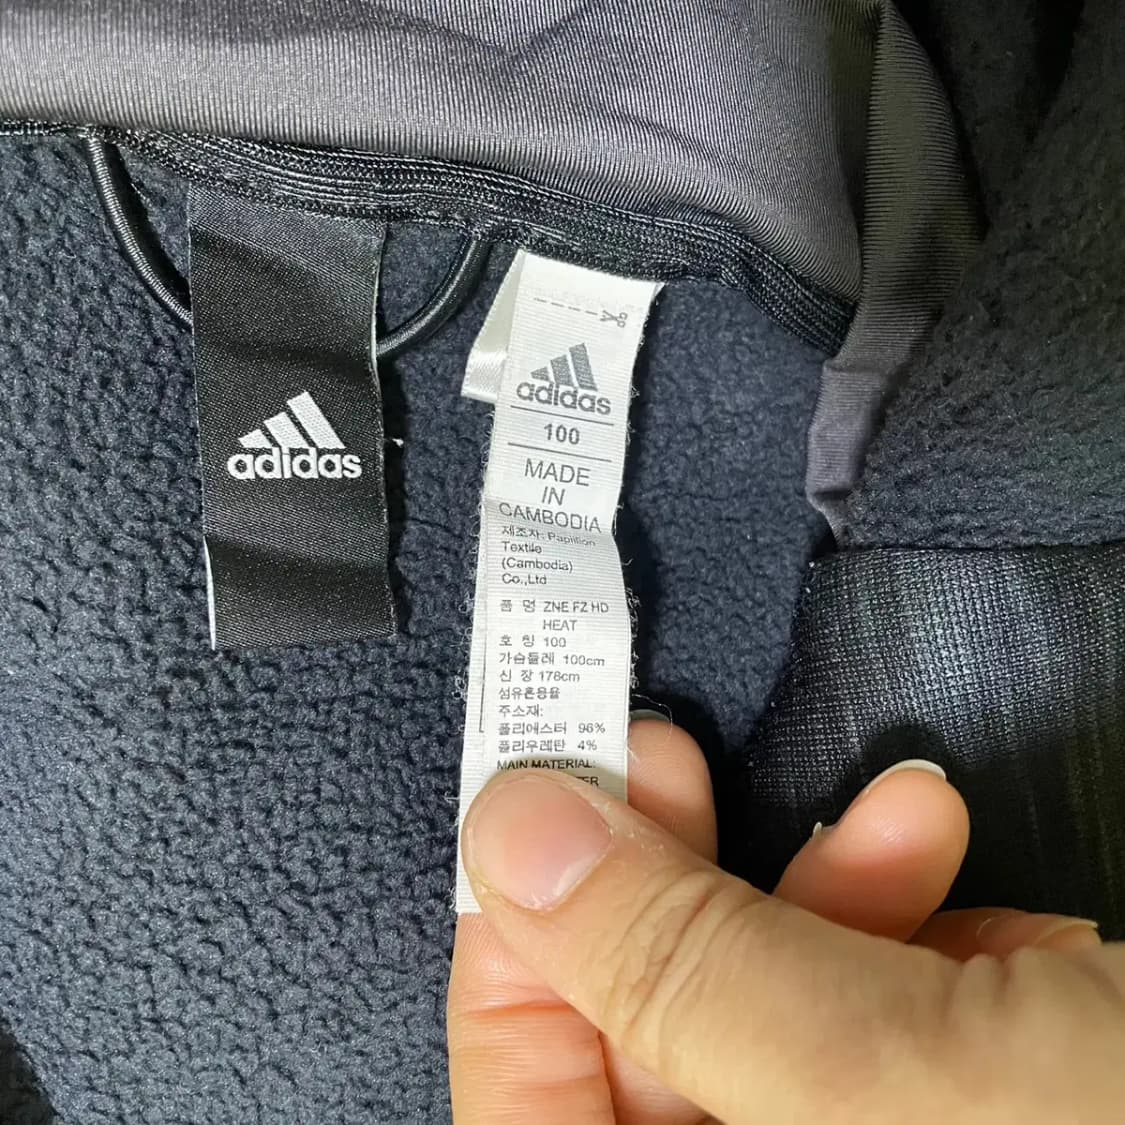 adidas
adidas
100
MADE
IN
CAMBODIA
제조자: Papillion
Textile
(Cambodia)
Co.,Ltd
품 명 ZNE FZ HD
HEAT
호 칭 100
가슴둘레 100cm
신 장 176cm
섬유혼용율
주소재:
폴리에스터 96%
폴리우레탄 4%
MAIN MATERIAL: